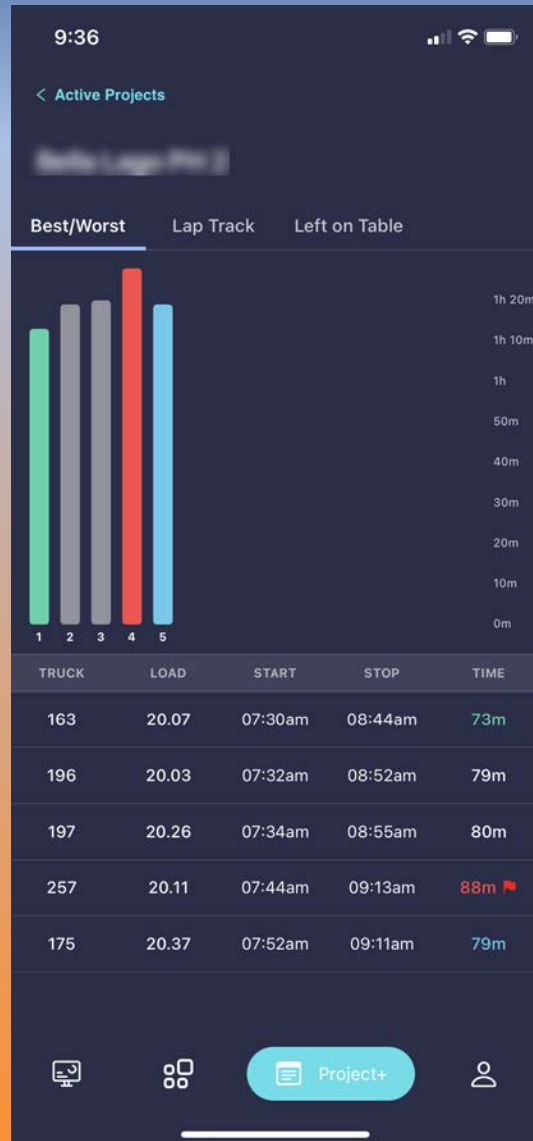 9:36
< Active Projects
Best/Worst Lap Track Left on Table
1h 20m
1h 10m
1h
50m
40m
30m
20m
10m
0m
1 2 3 4 5
TRUCK LOAD START STOP TIME
163 20.07 07:30am 08:44am 73m
196 20.03 07:32am 08:52am 79m
197 20.26 07:34am 08:55am 80m
257 20.11 07:44am 09:13am 88m
175 20.37 07:52am 09:11am 79m
Project+